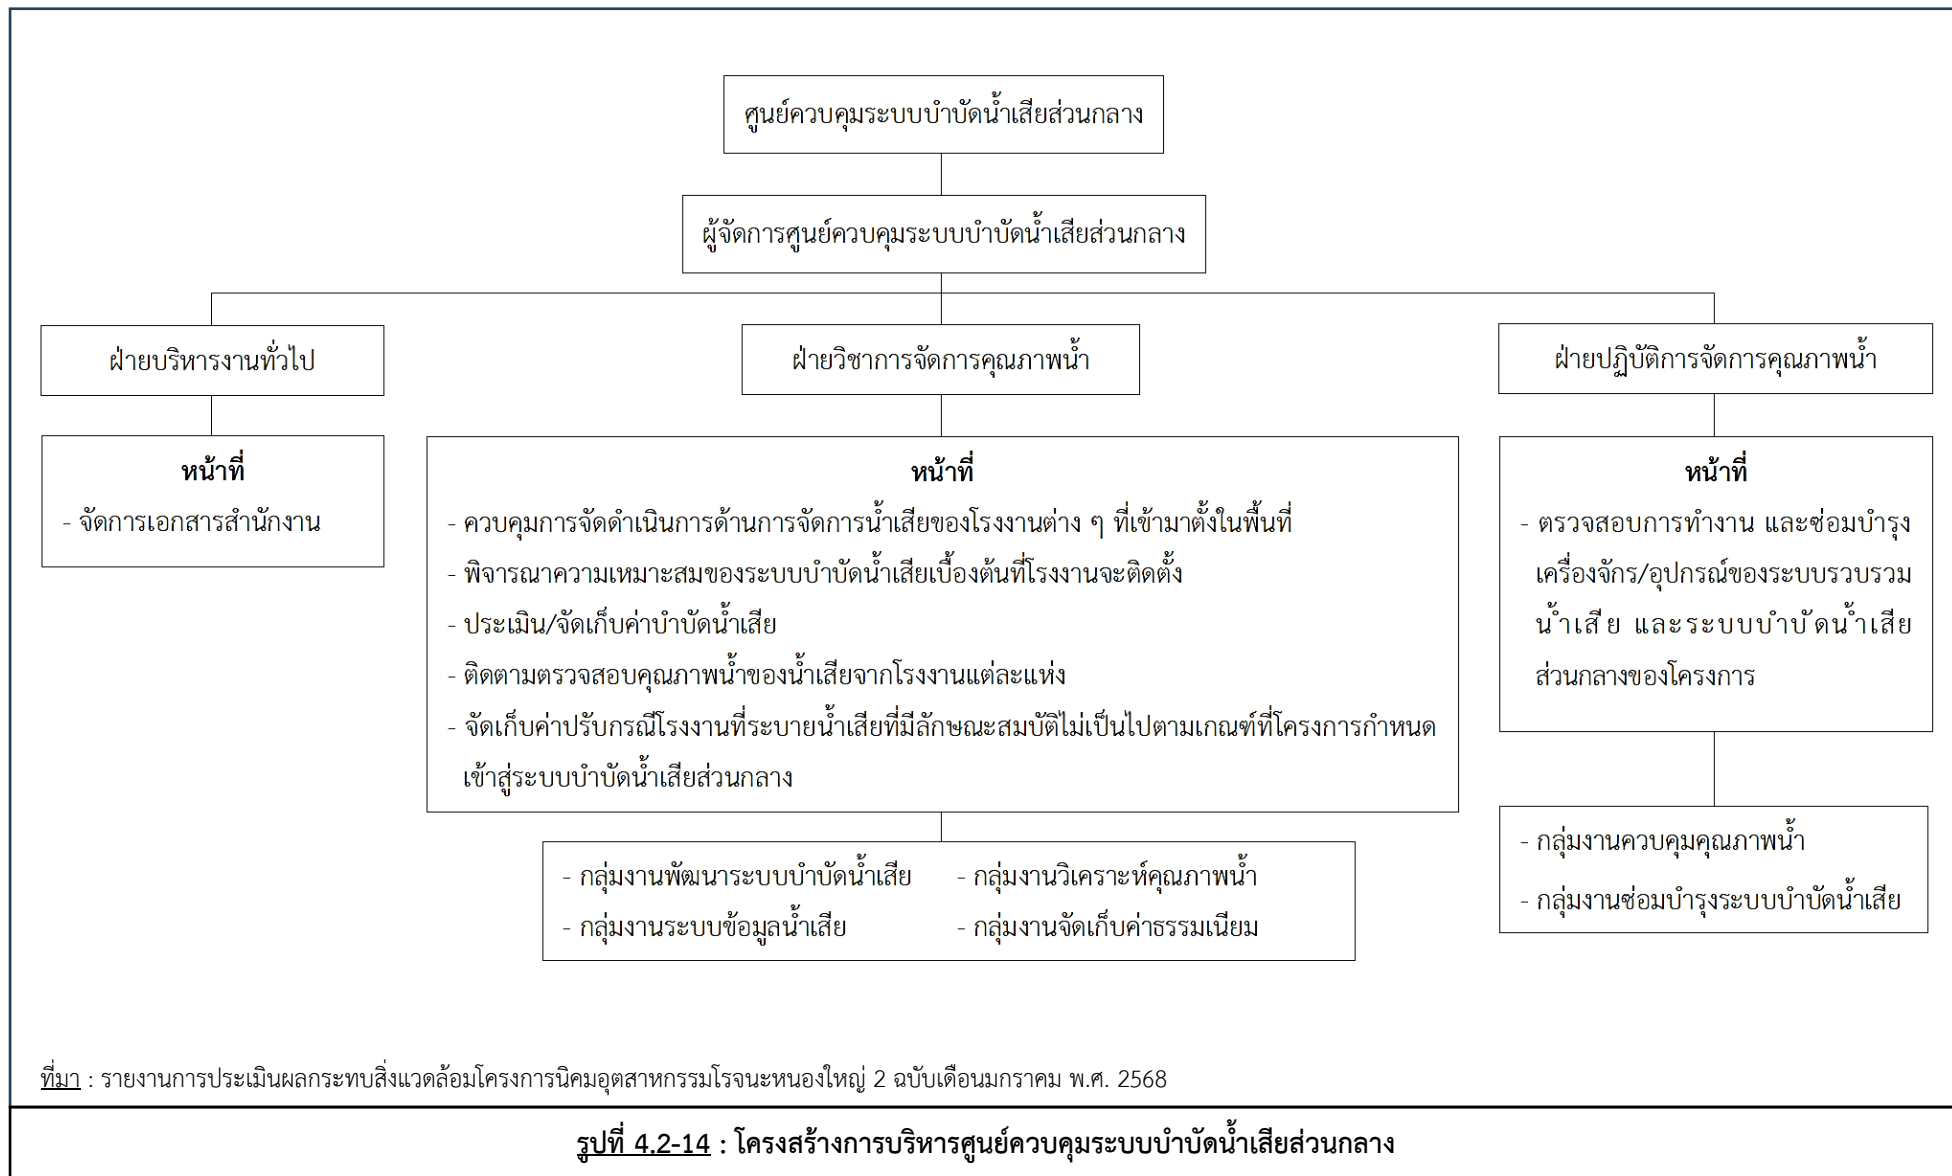 ศูนย์ควบคุมระบบบำบัดน้ำเสียส่วนกลาง
ผู้จัดการศูนย์ควบคุมระบบบำบัดน้ำเสียส่วนกลาง
ฝ่ายบริหารงานทั่วไป
หน้าที่
- จัดการเอกสารสำนักงาน
ฝ่ายวิชาการจัดการคุณภาพน้ำ
หน้าที่
- ควบคุมการจัดดำเนินการด้านการจัดการน้ำเสียของโรงงานต่าง ๆ ที่เข้ามาตั้งในพื้นที่
- พิจารณาความเหมาะสมของระบบบำบัดน้ำเสียเบื้องต้นที่โรงงานจะติดตั้ง
- ประเมิน/จัดเก็บค่าบำบัดน้ำเสีย
- ติดตามตรวจสอบคุณภาพน้ำของน้ำเสียจากโรงงานแต่ละแห่ง
- จัดเก็บค่าปรับกรณีโรงงานที่ระบายน้ำเสียที่มีลักษณะสมบัติไม่เป็นไปตามเกณฑ์ที่โครงการกำหนด
เข้าสู่ระบบบำบัดน้ำเสียส่วนกลาง
- กลุ่มงานพัฒนาระบบบำบัดน้ำเสีย - กลุ่มงานวิเคราะห์คุณภาพน้ำ
- กลุ่มงานระบบข้อมูลน้ำเสีย - กลุ่มงานจัดเก็บค่าธรรมเนียม
ฝ่ายปฏิบัติการจัดการคุณภาพน้ำ
หน้าที่
- ตรวจสอบการทำงาน และซ่อมบำรุง
เครื่องจักร/อุปกรณ์ของระบบรวบรวม
น้ำเสีย และระบบบำบัดน้ำเสีย
ส่วนกลางของโครงการ
- กลุ่มงานควบคุมคุณภาพน้ำ
- กลุ่มงานซ่อมบำรุงระบบบำบัดน้ำเสีย
ที่มา : รายงานการประเมินผลกระทบสิ่งแวดล้อมโครงการนิคมอุตสาหกรรมโรจนะหนองใหญ่ 2 ฉบับเดือนมกราคม พ.ศ. 2568
รูปที่ 4.2-14 : โครงสร้างการบริหารศูนย์ควบคุมระบบบำบัดน้ำเสียส่วนกลาง